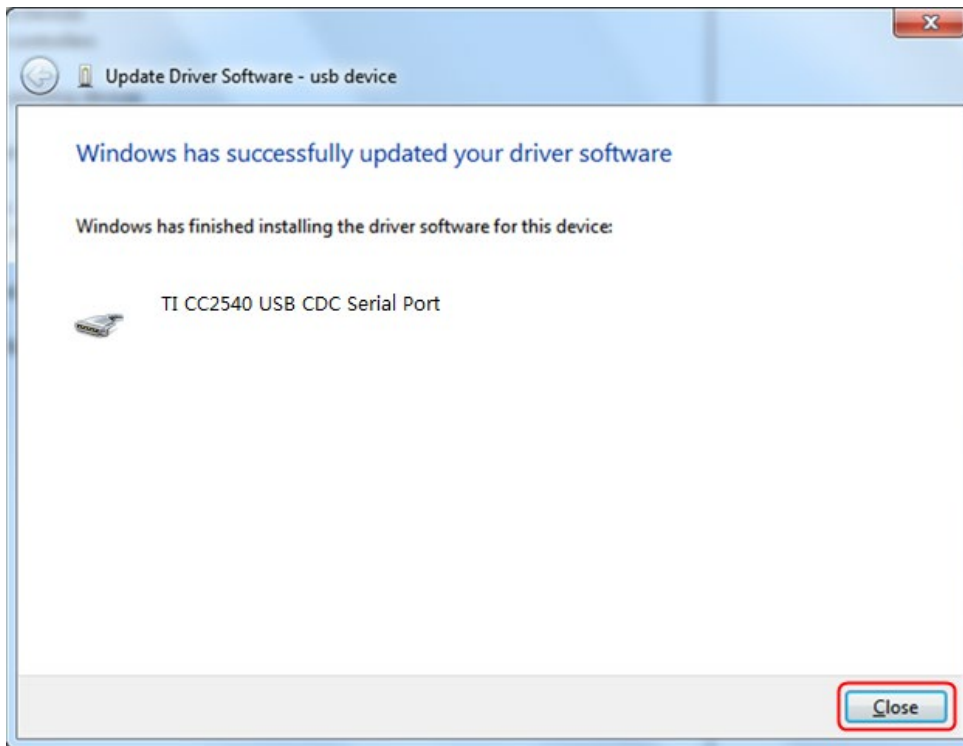 Update Driver Software - usb device
Windows has successfully updated your driver software
Windows has finished installing the driver software for this device:
TI CC2540 USB CDC Serial Port
Close